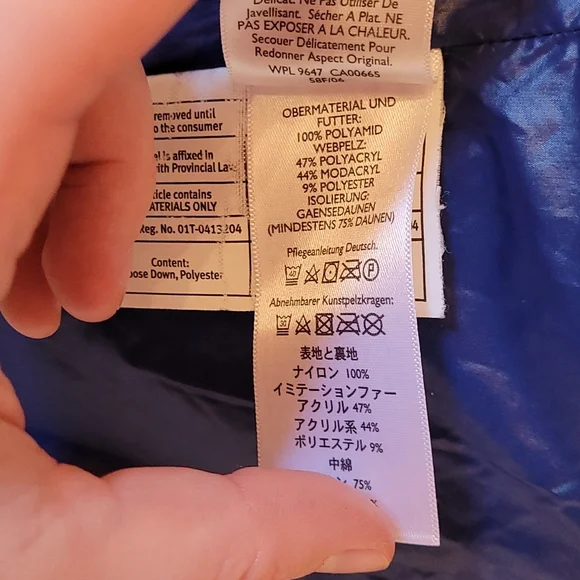 Délicat. Ne Pas Utiliser De
Javellisant. Sécher A Plat. NE
PAS EXPOSER A LA CHALEUR.
Secouer Délicatement Pour
Redonner Aspect Original.
WPL 9647 CA00665
removed until
o the consumer
is affixed in
with Provincial Law
contains
MATERIALS ONLY
Reg. No. 01T-0413204
Content:
Down, Polyester
OBERMATERIAL UND
FUTTER:
100% POLYAMID
WEBPELZ:
47% POLYACRYL
44% MODACRYL
9% POLYESTER
ISOLIERUNG:
GAENSEDAUNEN
(MINDESTENS 75% DAUNEN)
Pflegeanleitung Deutsch.
40
Abnehmbarer Kunstpelzkragen:
30
表地と裏地
ナイロン 100%
イミテーションファー
アクリル 47%
アクリル系 44%
ポリエステル 9%
中綿
75%